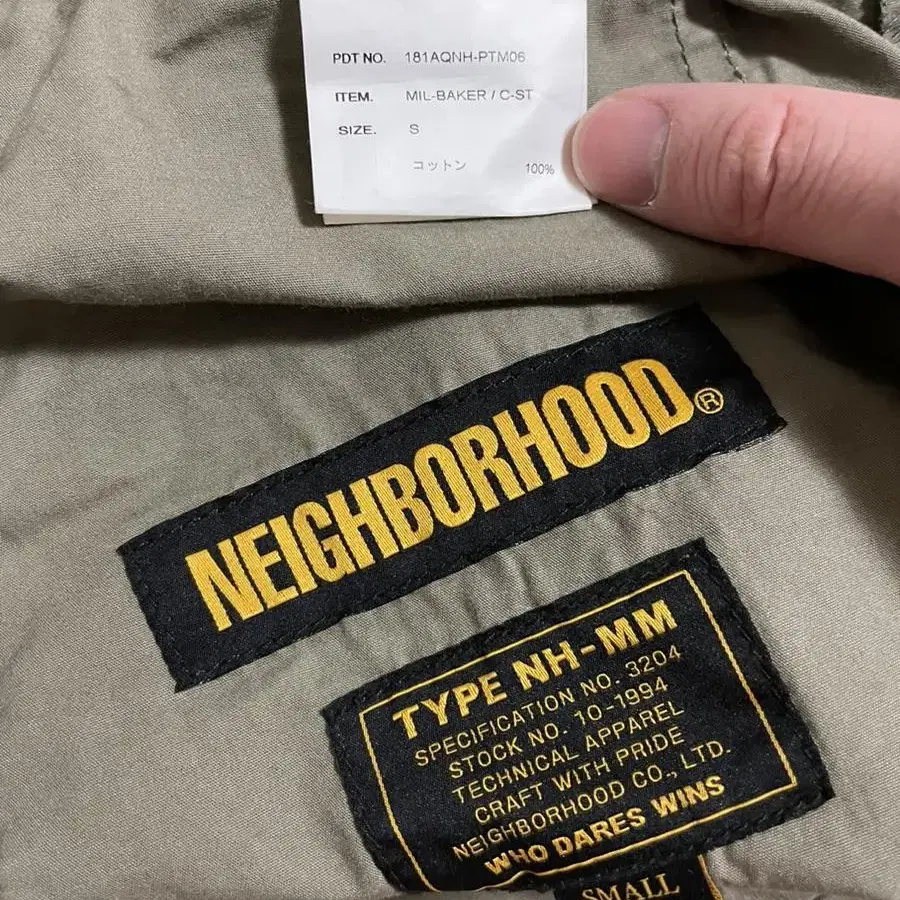 PDT NO. 181AQNH-PTM06
ITEM. MIL-BAKER / C-ST
SIZE. S
コットン 100%
NEIGHBORHOOD®
TYPE NH-MM
SPECIFICATION NO. 3204
STOCK NO. 10-1994
TECHNICAL APPAREL
CRAFT WITH PRIDE
NEIGHBORHOOD CO., LTD.
WHO DARES WINS
SMALL